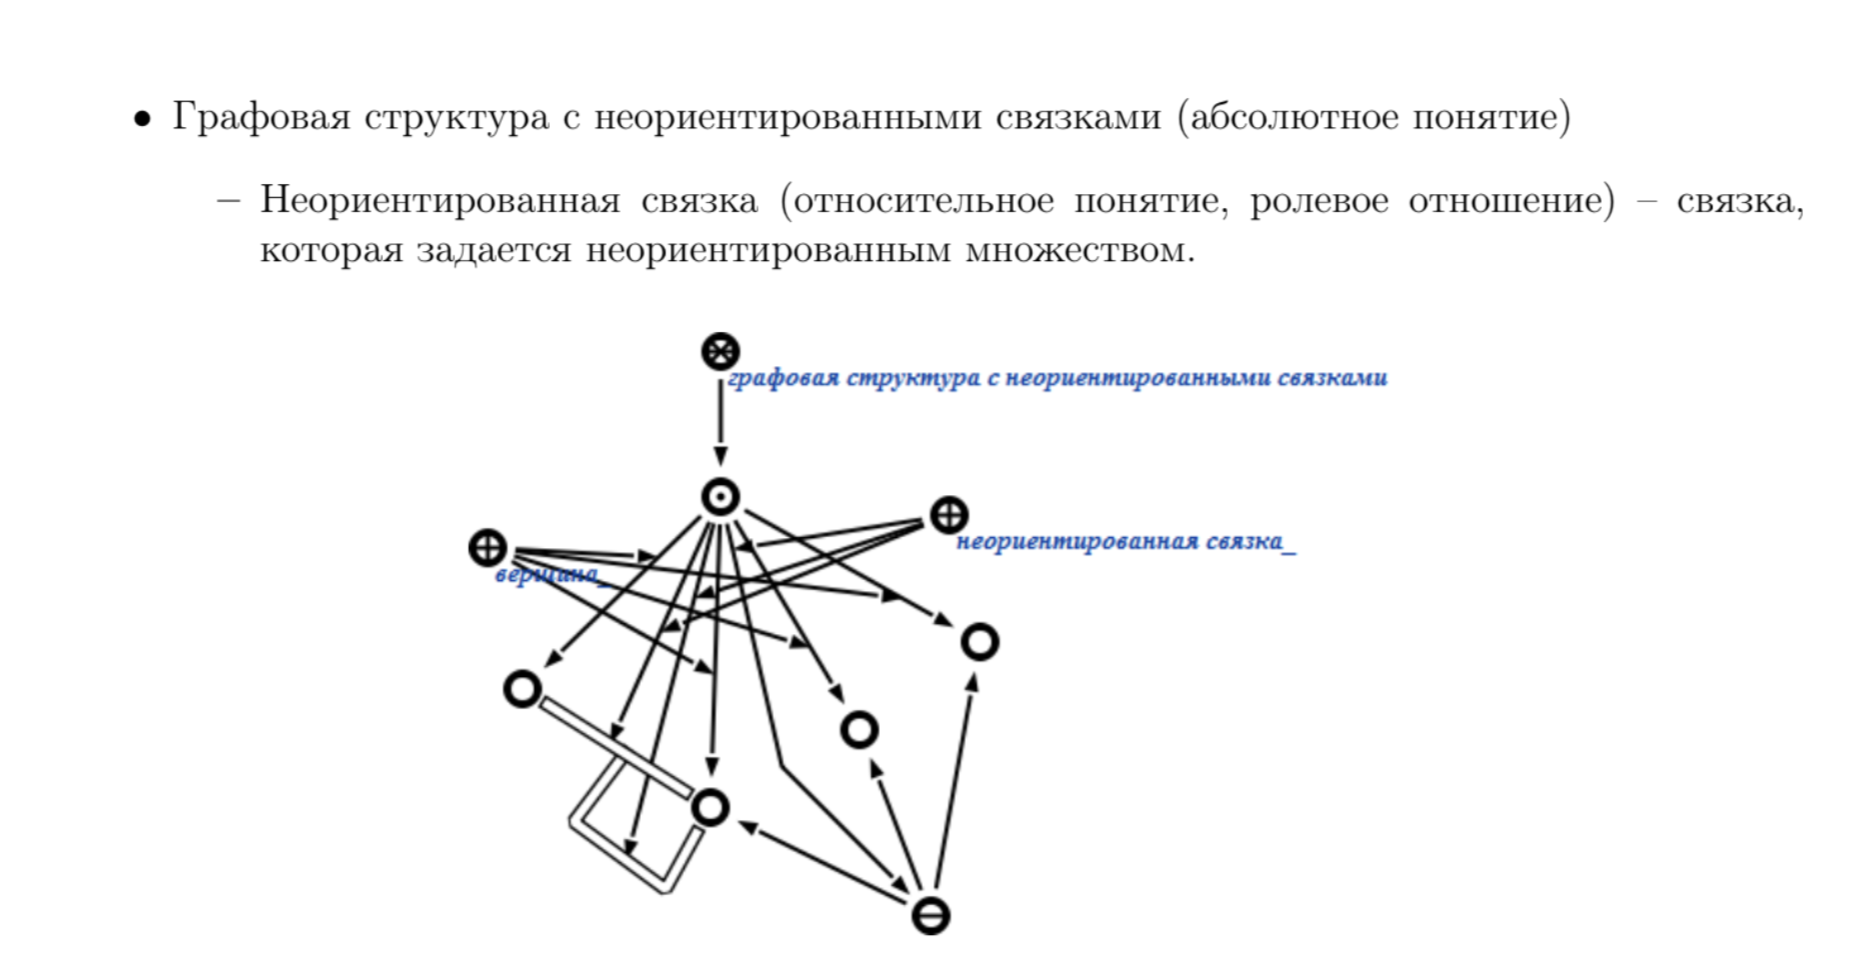 • Графовая структура с неориентированными связками (абсолютное понятие)
– Неориентированная связка (относительное понятие, ролевое отношение) – связка,
которая задается неориентированным множеством.
графовая структура с неориентированными связками
неориентированная связка_
вершина_